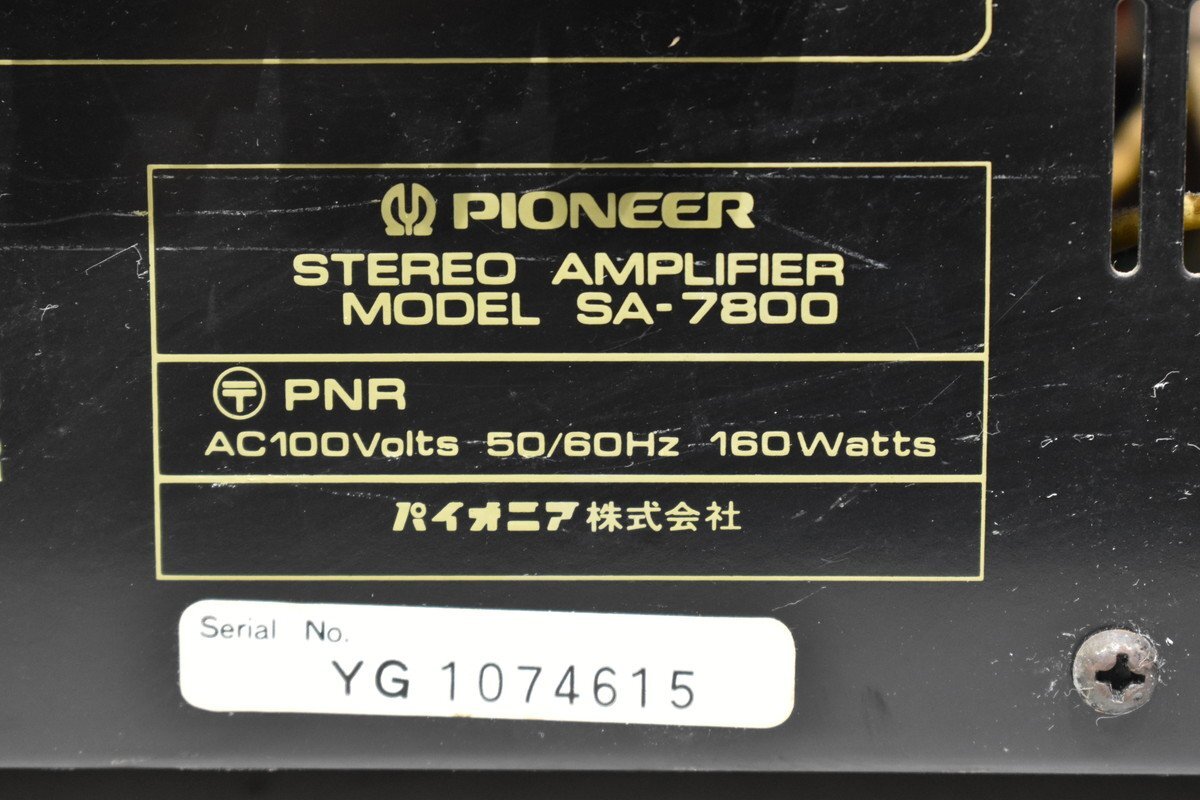 PIONEER
STEREO AMPLIFIER
MODEL SA-7800
〒 PNR
AC100Volts 50/60Hz 160Watts
パイオニア株式会社
Serial No.
YG 1074615